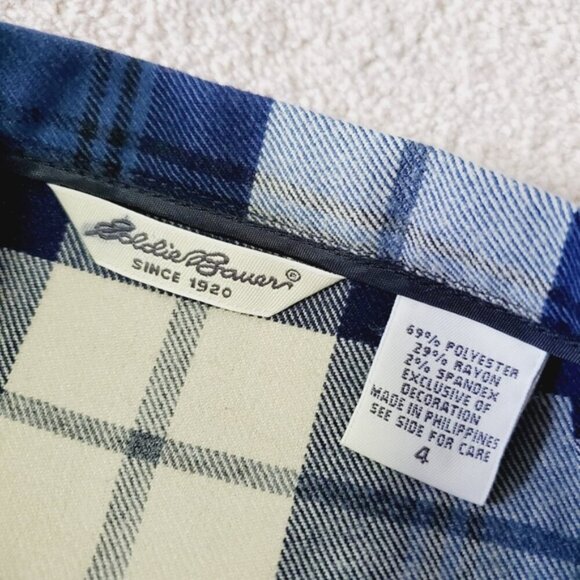 Eddie Bauer®
SINCE 1920
69% POLYESTER
29% RAYON
2% SPANDEX
EXCLUSIVE OF
DECORATION
MADE IN PHILIPPINES
SEE SIDE FOR CARE
4